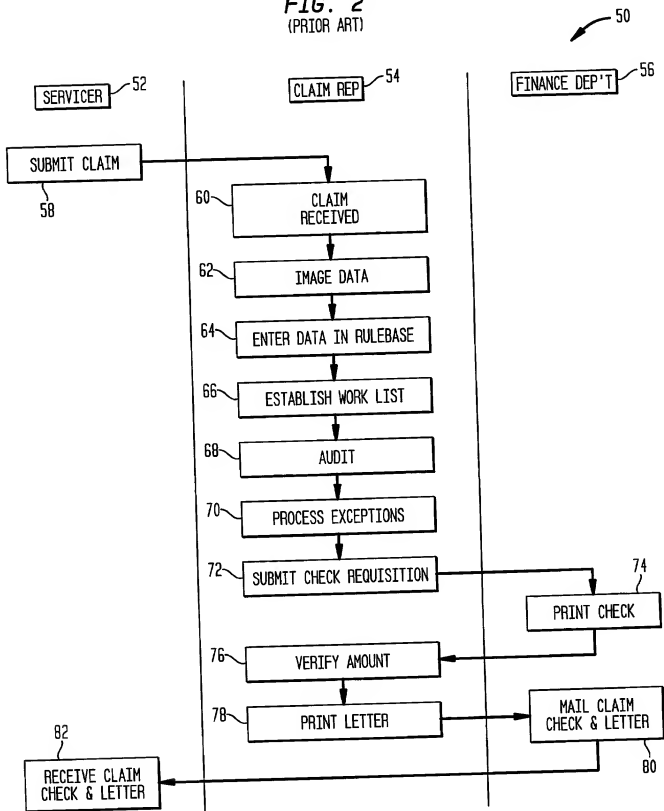 FIG. 2
(PRIOR ART)
50
SERVICER
52
CLAIM REP
54
FINANCE DEP'T
56
SUBMIT CLAIM
58
60
CLAIM
RECEIVED
62
IMAGE DATA
64
ENTER DATA IN RULEBASE
66
ESTABLISH WORK LIST
68
AUDIT
70
PROCESS EXCEPTIONS
72
SUBMIT CHECK REQUISITION
74
PRINT CHECK
76
VERIFY AMOUNT
78
PRINT LETTER
MAIL CLAIM
CHECK & LETTER
80
82
RECEIVE CLAIM
CHECK & LETTER